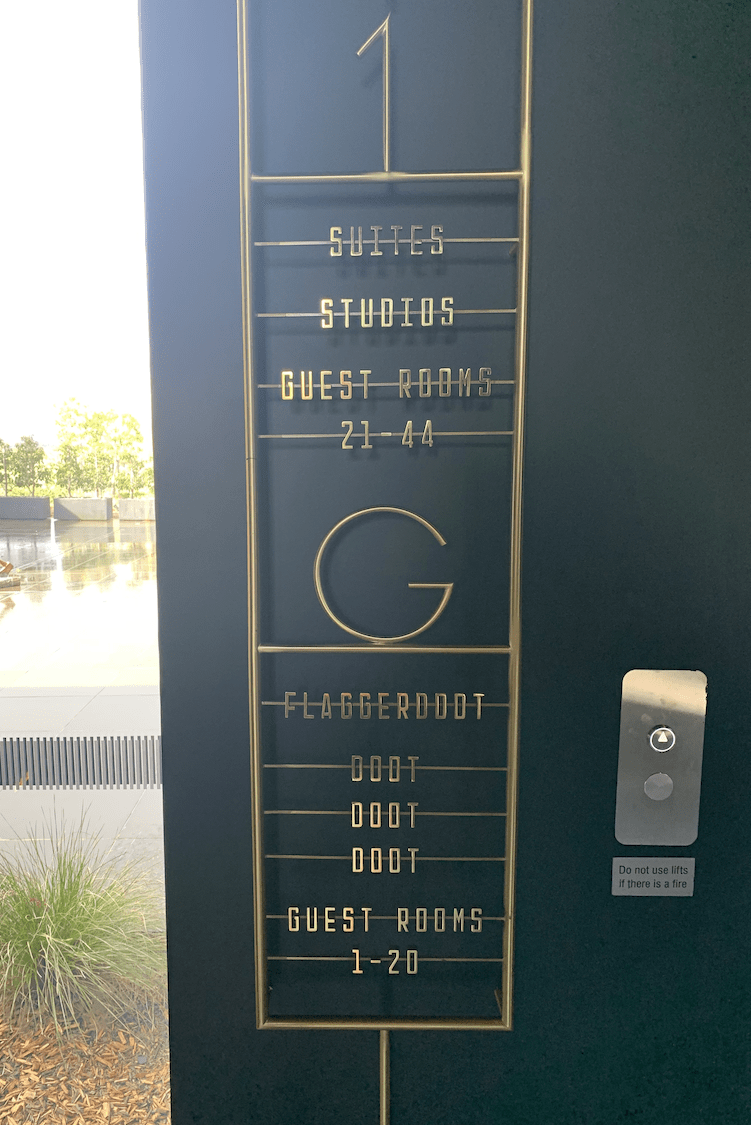 1
SUITES
STUDIOS
GUEST ROOMS
21-44
G
FLAGGERDOOT
DOOT
DOOT
DOOT
GUEST ROOMS
1-20
Do not use lifts
if there is a fire